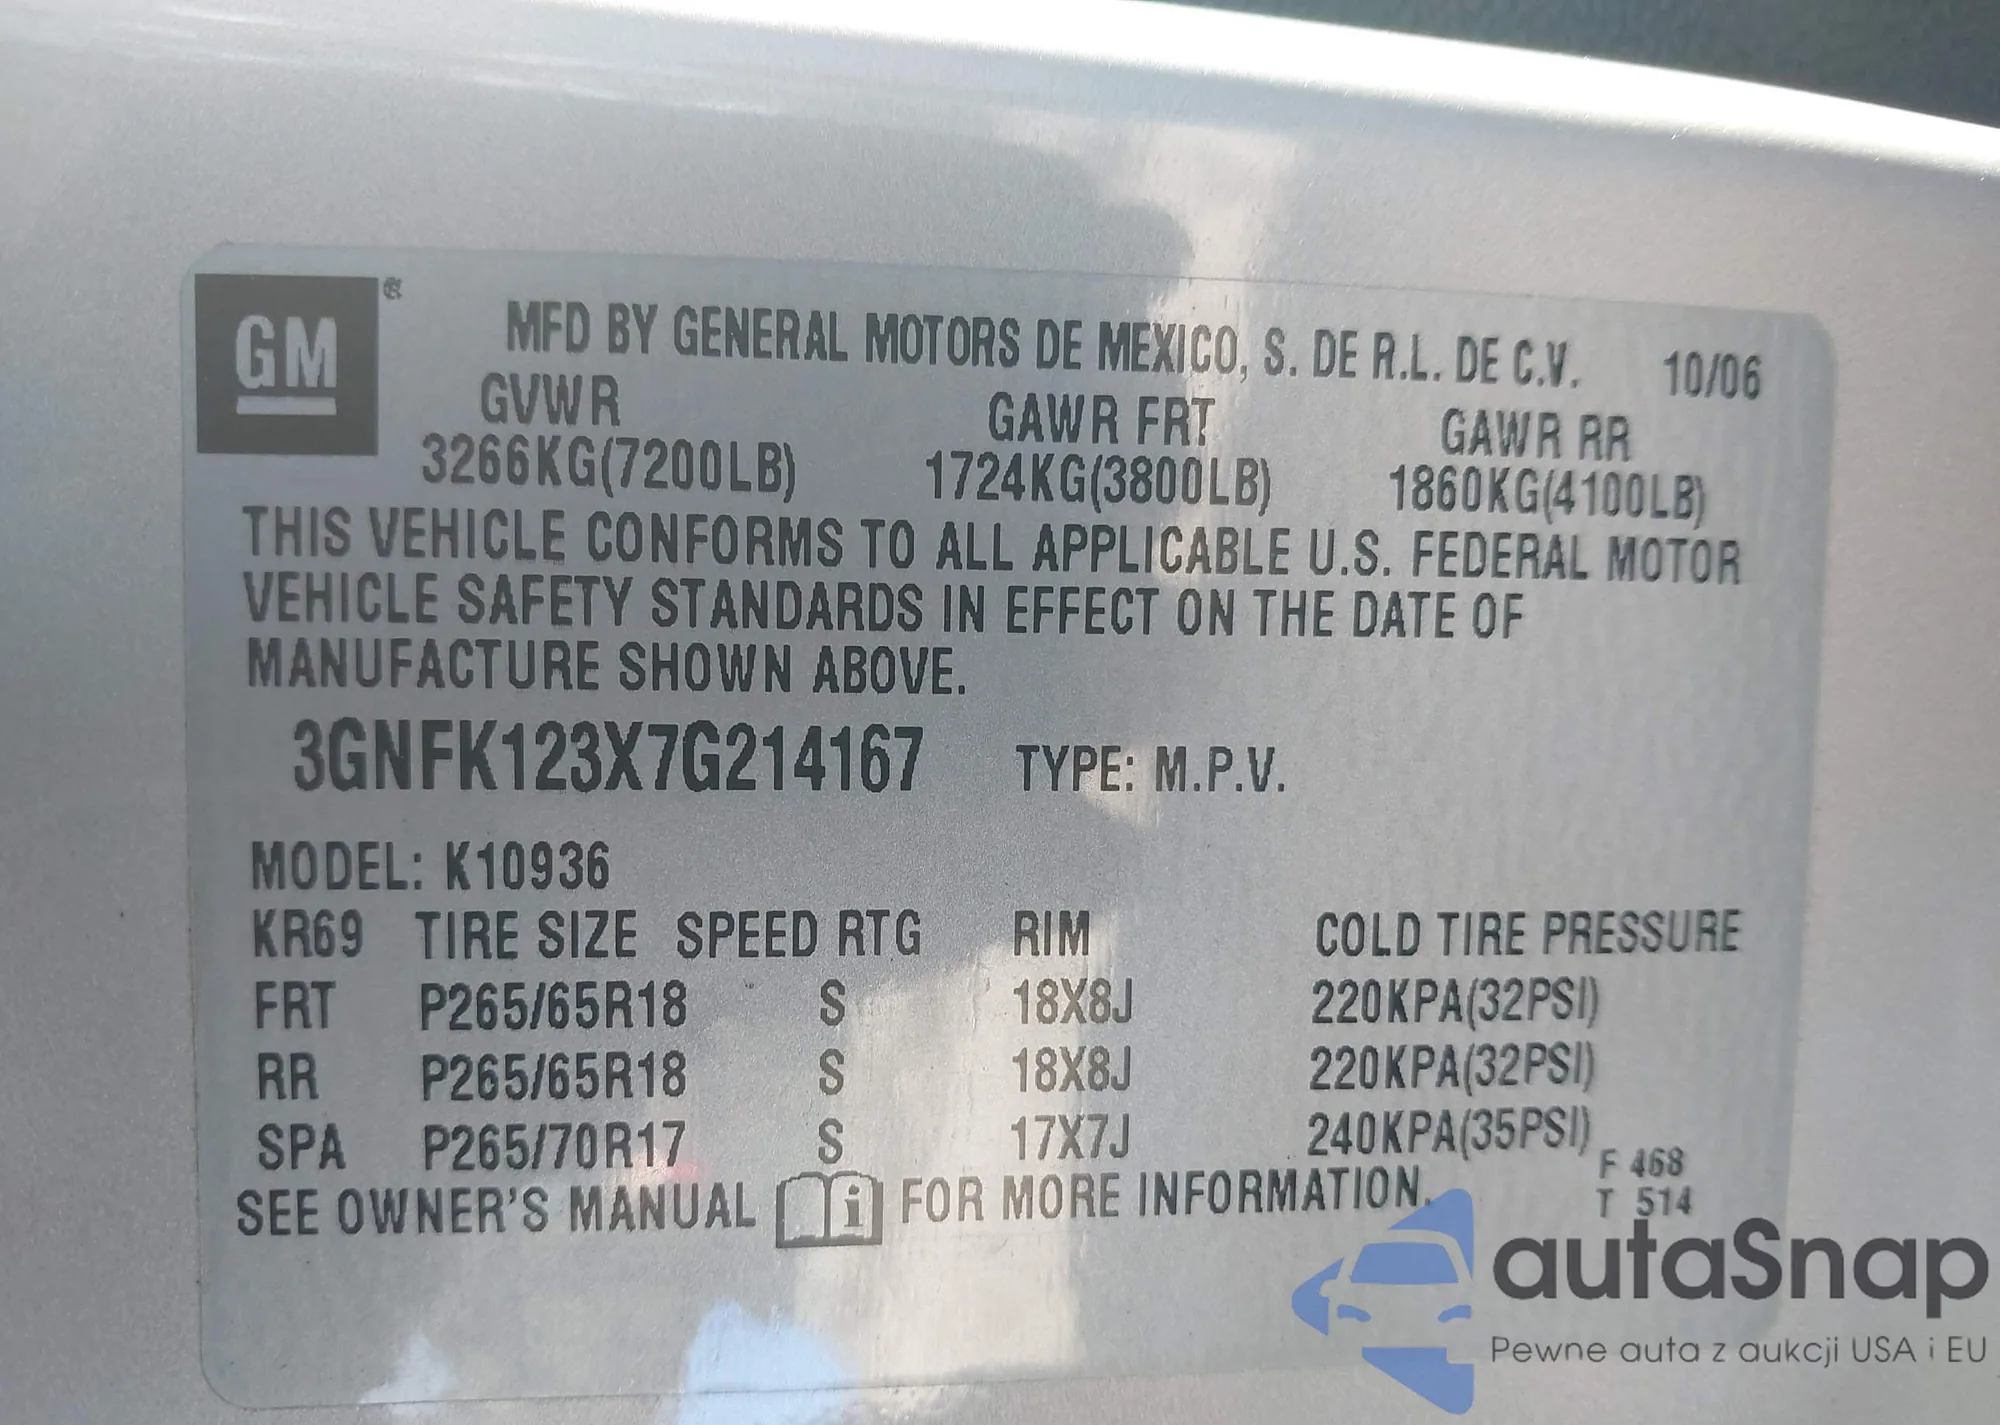 GM
MFD BY GENERAL MOTORS DE MEXICO, S. DE R.L. DE C.V. 10/06
GVWR GAWR FRT GAWR RR
3266KG(7200LB) 1724KG(3800LB) 1860KG(4100LB)
THIS VEHICLE CONFORMS TO ALL APPLICABLE U.S. FEDERAL MOTOR
VEHICLE SAFETY STANDARDS IN EFFECT ON THE DATE OF
MANUFACTURE SHOWN ABOVE.
3GNFK123X7G214167 TYPE: M.P.V.
MODEL: K10936
KR69 TIRE SIZE SPEED RTG RIM COLD TIRE PRESSURE
FRT P265/65R18 S 18X8J 220KPA(32PSI)
RR P265/65R18 S 18X8J 220KPA(32PSI)
SPA P265/70R17 S 17X7J 240KPA(35PSI)
F 468
SEE OWNER'S MANUAL i FOR MORE INFORMATION. T 514
autaSnap
Pewne auta z aukcji USA i EU